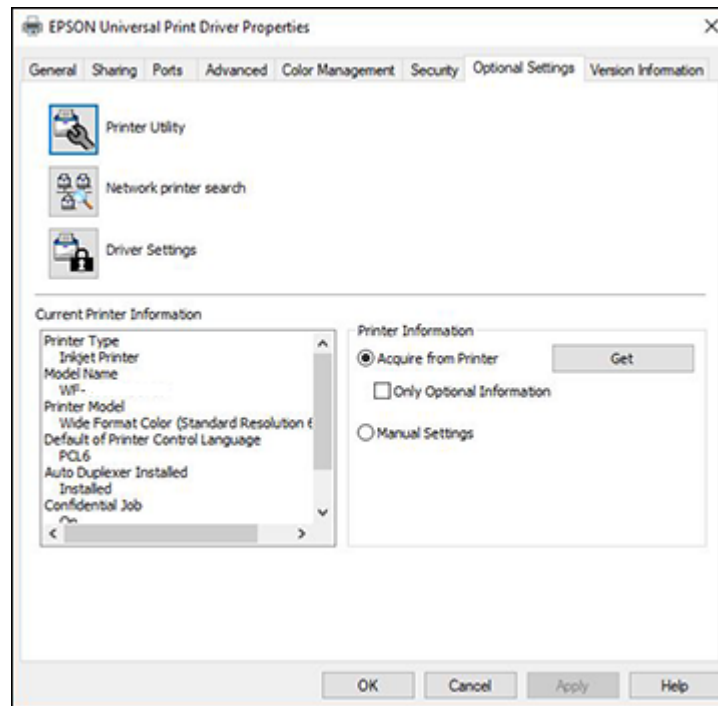 EPSON Universal Print Driver Properties
General Sharing Ports Advanced Color Management Security Optional Settings Version Information
Printer Utility
Network printer search
Driver Settings
Current Printer Information
Printer Type
Inkjet Printer
Model Name
WF-
Printer Model
Wide Format Color (Standard Resolution 6
Default of Printer Control Language
PCL6
Auto Duplexer Installed
Installed
Confidential Job
On
Printer Information
Acquire from Printer Get
Only Optional Information
Manual Settings
OK Cancel Apply Help